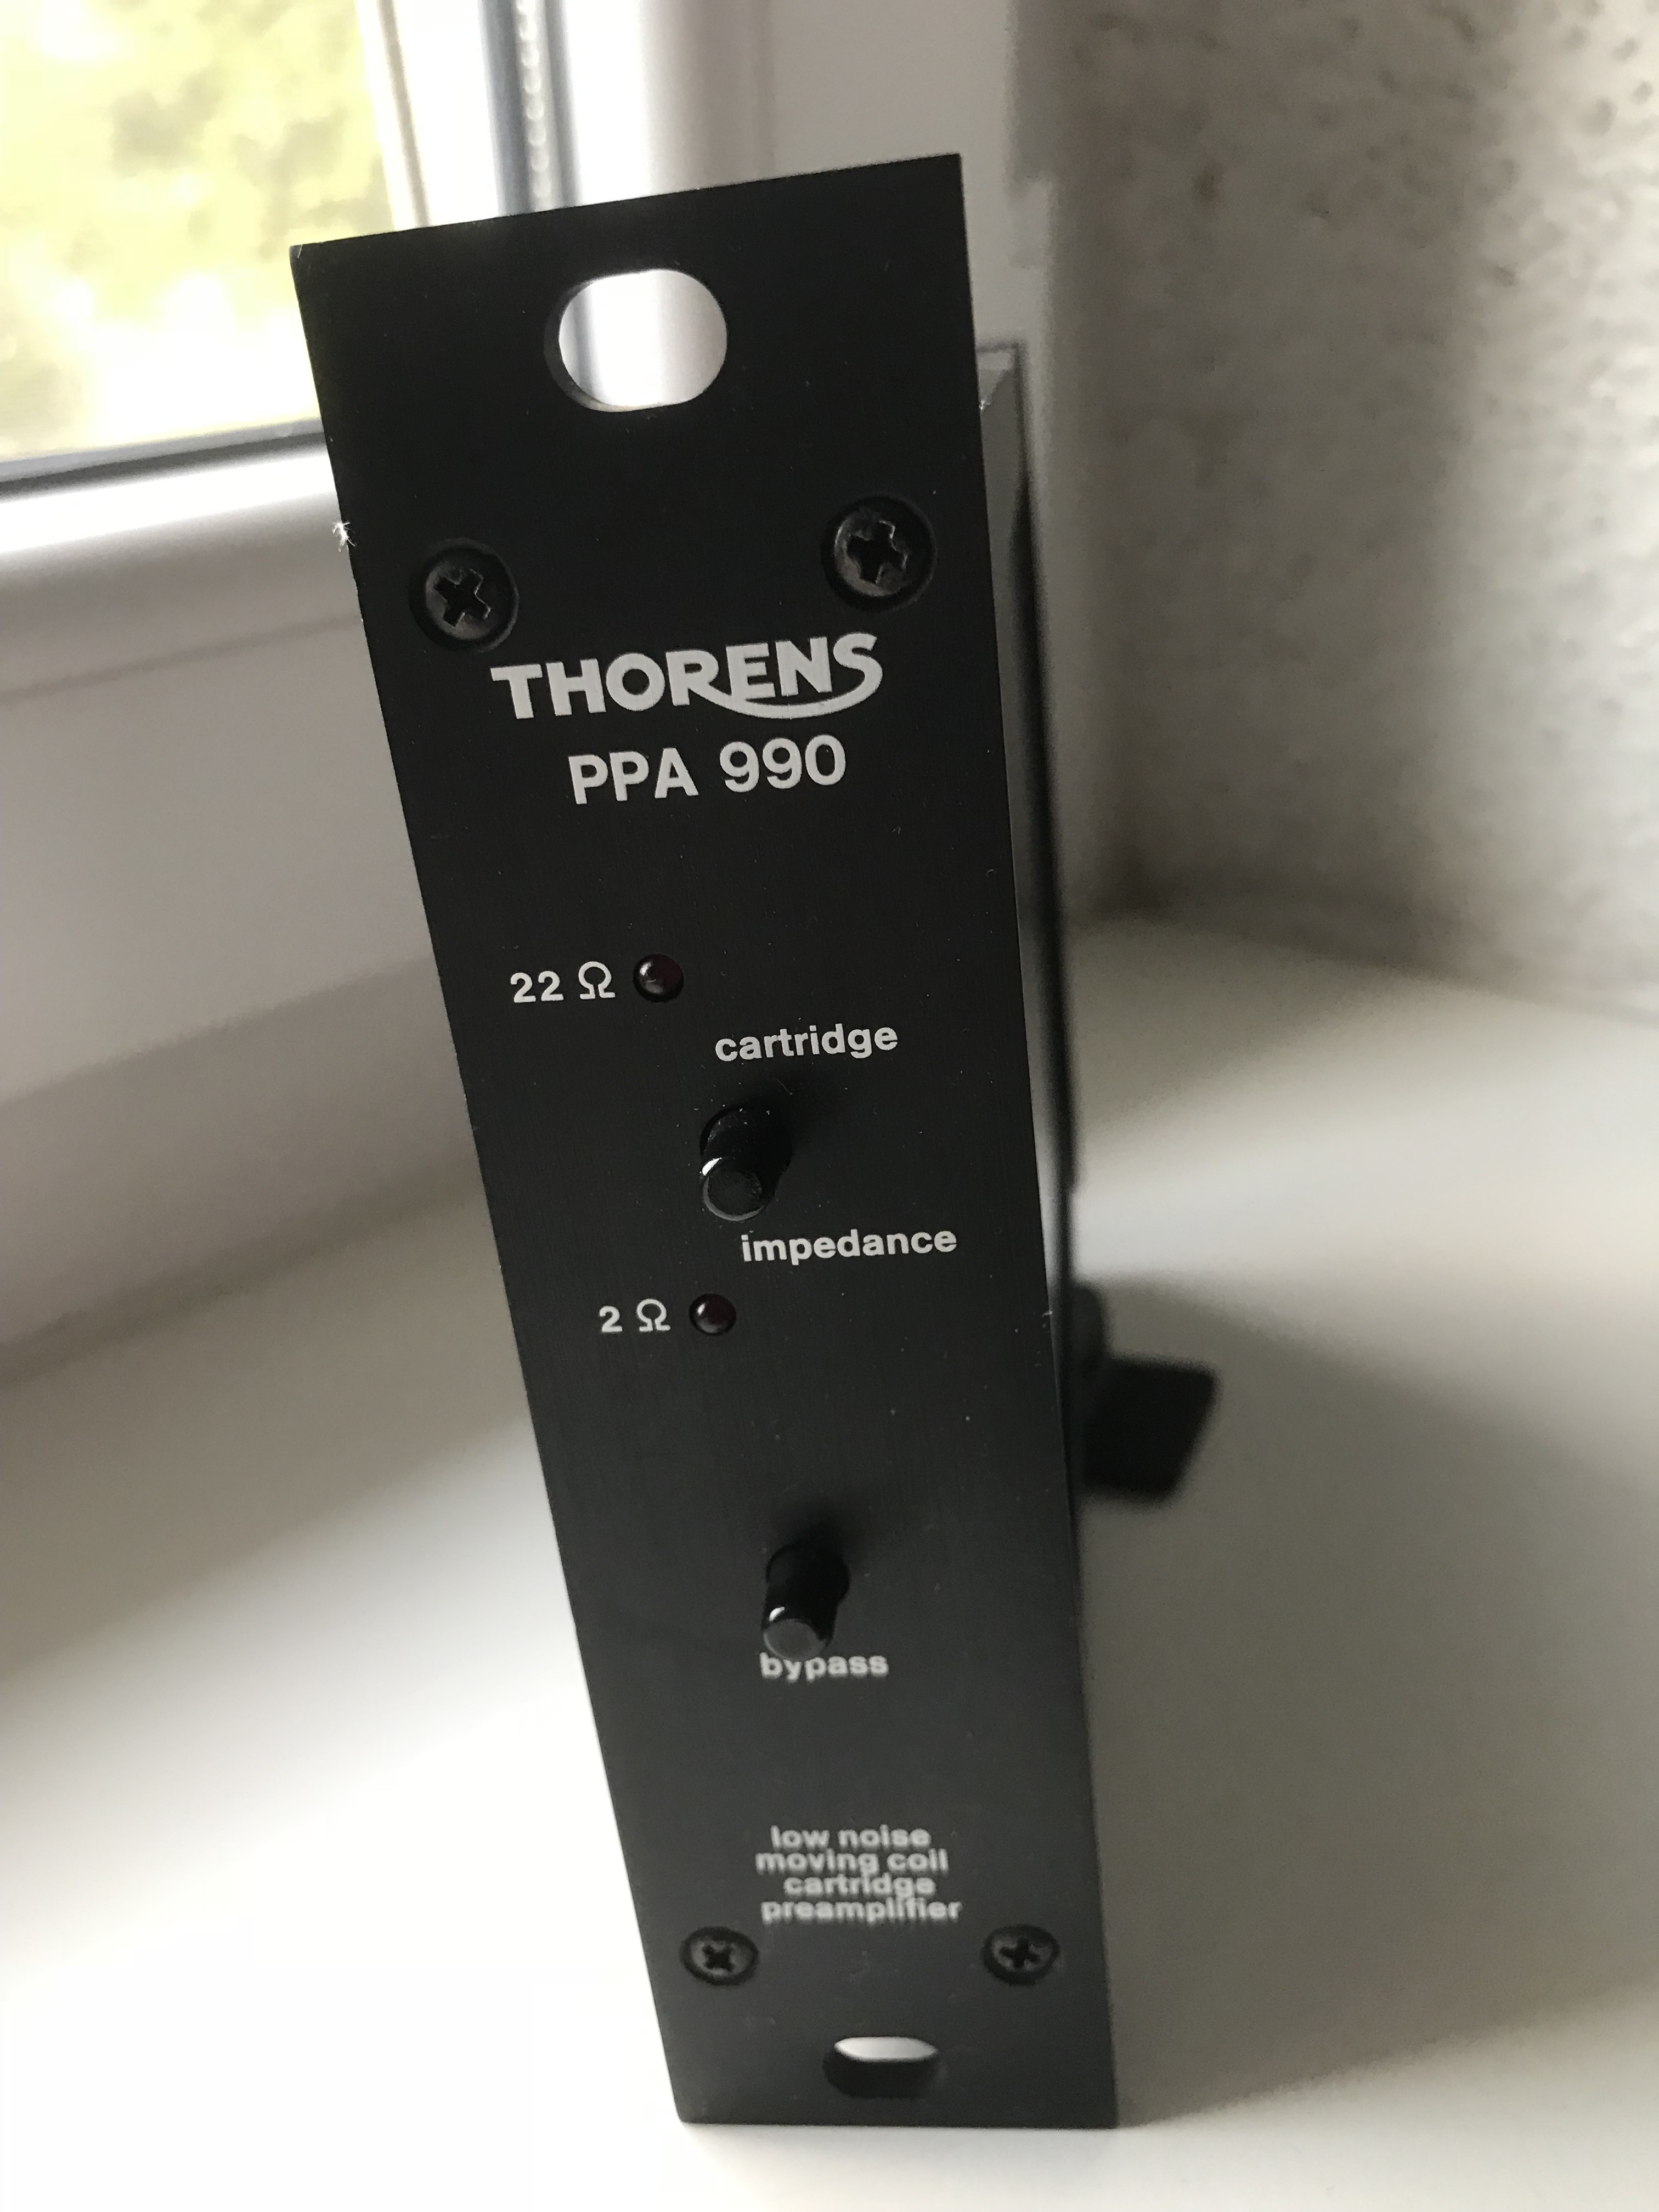 THORENS
PPA 990
22 Ω
cartridge
impedance
2 Ω
bypass
low noise
moving coil
cartridge
preamplifier